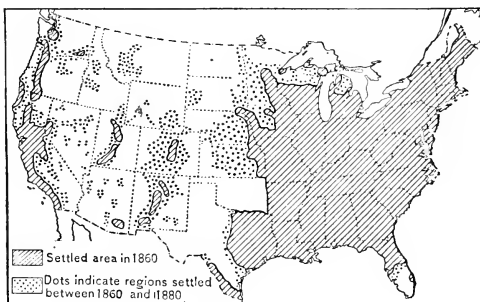 Settled area in 1860
Dots indicate regions settled
between 1860 and 1880